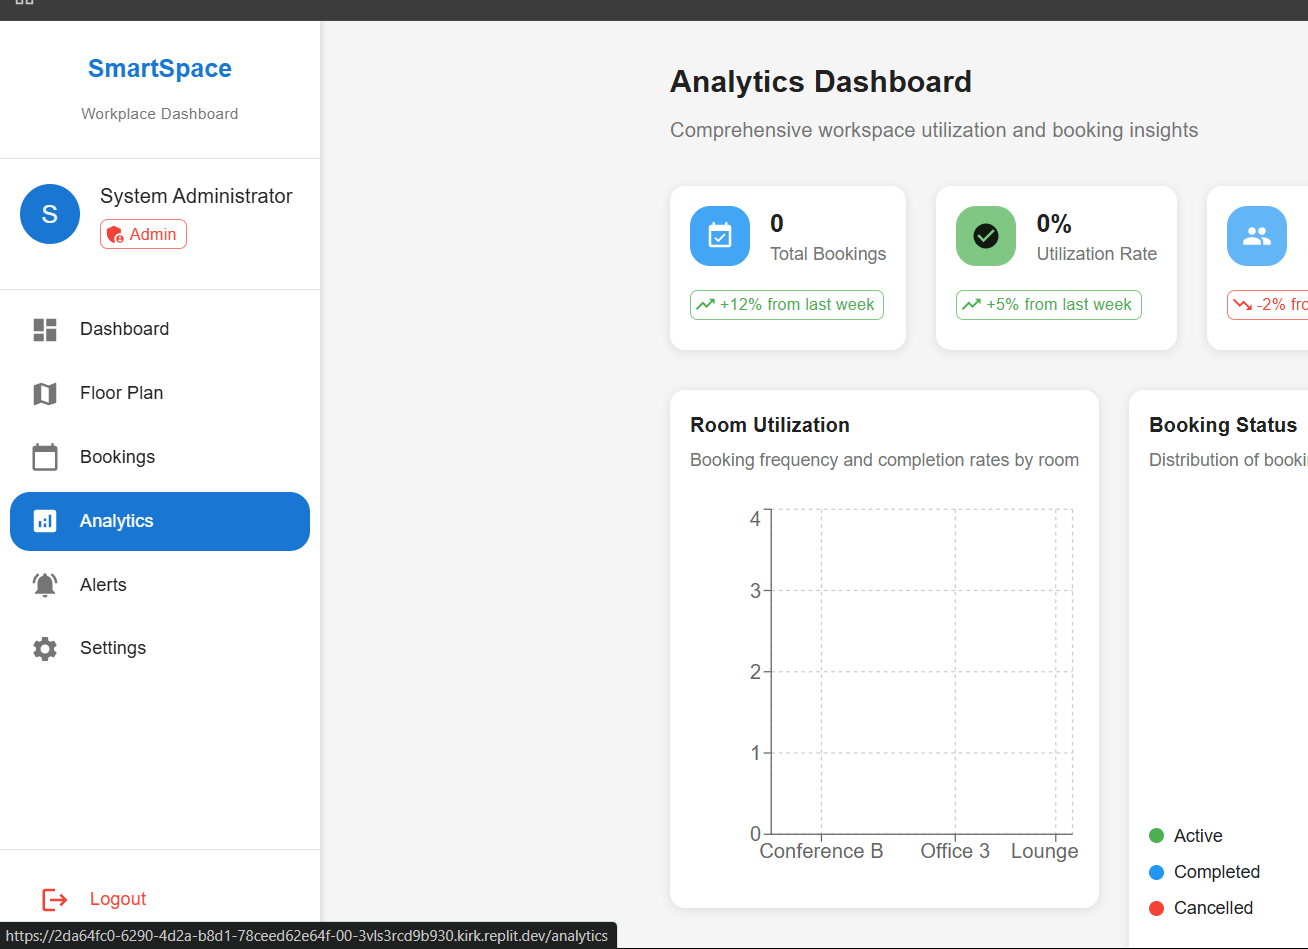 SmartSpace
Workplace Dashboard
S
System Administrator
Admin
Dashboard
Floor Plan
Bookings
Analytics
Alerts
Settings
Logout
https://2da64fc0-6290-4d2a-b8d1-78ceed62e64f-00-3vls3rcd9b930.kirk.replit.dev/analytics
Analytics Dashboard
Comprehensive workspace utilization and booking insights
0
Total Bookings
+12% from last week
0%
Utilization Rate
+5% from last week
-2% fro
Room Utilization
Booking frequency and completion rates by room
4
3
2
1
0
Conference B Office 3 Lounge
Booking Status
Distribution of booki
Active
Completed
Cancelled